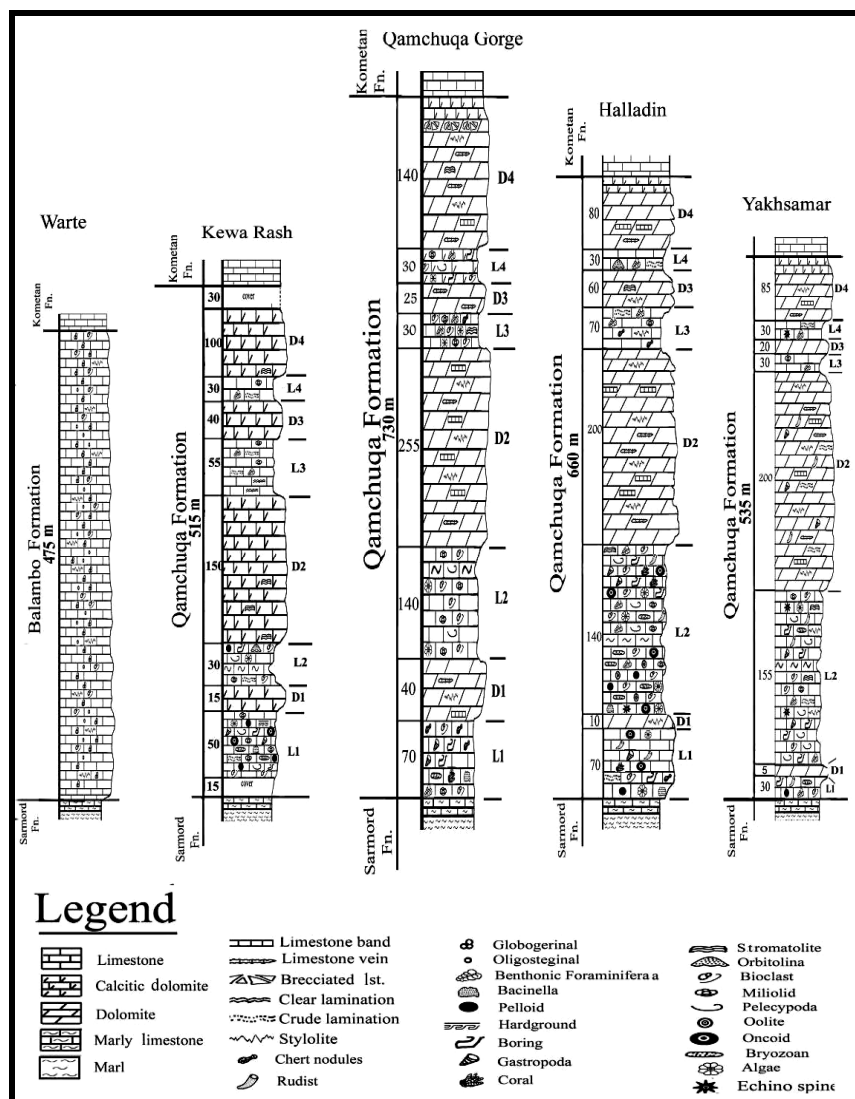 Qamchuqa Gorge
Halladin
Yakhsamar
Kewa Rash
Warte
Kometan
Fn.
Balambo Formation
475 m
Sarmord
Fn.
Kometan
Fn.
Qamchuqa Formation
515 m
30
cover
100
D4
30
L4
40
D3
55
L3
150
D2
30
L2
15
D1
50
L1
15
cover
Sarmord
Fn.
Kometan
Fn.
Qamchuqa Formation
730 m
140
D4
30
L4
25
D3
30
L3
255
D2
140
L2
40
D1
70
L1
Sarmord
Fn.
Kometan
Fn.
Qamchuqa Formation
660 m
80
D4
30
L4
60
D3
70
L3
200
D2
140
L2
10
D1
70
L1
Sarmord
Fn.
Kometan
Fn.
Qamchuqa Formation
535 m
85
D4
30
L4
20
D3
30
L3
200
D2
155
L2
5
D1
30
L1
Sarmord
Fn.
Legend
Limestone
Calcitic dolomite
Dolomite
Marly limestone
Marl
Limestone band
Limestone vein
Brecciated lst.
Clear lamination
Crude lamination
Stylolite
Chert nodules
Rudist
Globogerinal
Oligosteginal
Benthonic Foraminifera a
Bacinella
Pelloid
Hardground
Boring
Gastropoda
Coral
Stromatolite
Orbitolina
Bioclast
Miliolid
Pelecypoda
Oolite
Oncoid
Bryozoan
Algae
Echino spine